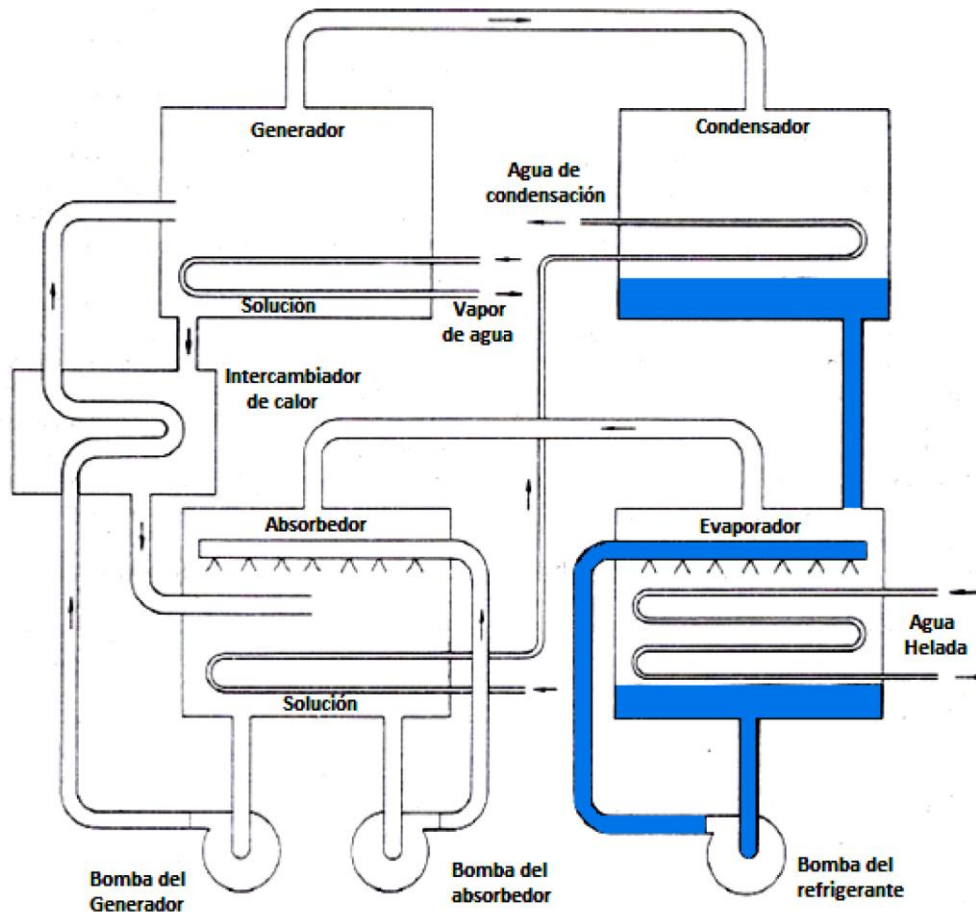 Generador
Condensador
Agua de
condensación
Solución
Vapor
de agua
Intercambiador
de calor
Absorbedor
Evaporador
Agua
Helada
Solución
Bomba del
Generador
Bomba del
absorbedor
Bomba del
refrigerante